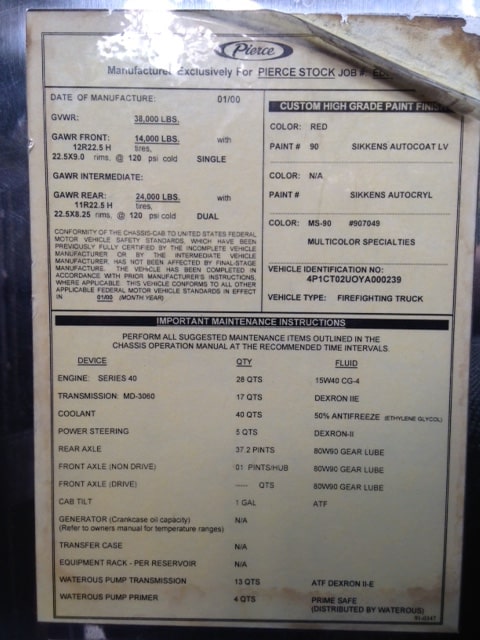 Pierce
Manufactured Exclusively For PIERCE STOCK JOB #:
DATE OF MANUFACTURE: 01/00
GVWR: 38,000 LBS.
GAWR FRONT: 14,000 LBS. with
12R22.5 H tires,
22.5X9.0 rims, @ 120 psi cold SINGLE
GAWR INTERMEDIATE:
GAWR REAR: 24,000 LBS. with
11R22.5 H tires,
22.5X8.25 rims, @ 120 psi cold DUAL
CONFORMITY OF THE CHASSIS-CAB TO UNITED STATES FEDERAL
MOTOR VEHICLE SAFETY STANDARDS, WHICH HAVE BEEN
PREVIOUSLY FULLY CERTIFIED BY THE INCOMPLETE VEHICLE
MANUFACTURER OR BY THE INTERMEDIATE VEHICLE
MANUFACTURER, HAS NOT BEEN AFFECTED BY FINAL-STAGE
MANUFACTURE. THE VEHICLE HAS BEEN COMPLETED IN
ACCORDANCE WITH PRIOR MANUFACTURER'S INSTRUCTIONS,
WHERE APPLICABLE. THIS VEHICLE CONFORMS TO ALL OTHER
APPLICABLE FEDERAL MOTOR VEHICLE STANDARDS IN EFFECT
IN 01/00 (MONTH YEAR)
CUSTOM HIGH GRADE PAINT FINISH
COLOR: RED
PAINT # 90 SIKKENS AUTOCOAT LV
COLOR: N/A
PAINT # SIKKENS AUTOCRYL
COLOR: MS-90 #907049
MULTICOLOR SPECIALTIES
VEHICLE IDENTIFICATION NO:
4P1CT02UOYA000239
VEHICLE TYPE: FIREFIGHTING TRUCK
IMPORTANT MAINTENANCE INSTRUCTIONS
PERFORM ALL SUGGESTED MAINTENANCE ITEMS OUTLINED IN THE
CHASSIS OPERATION MANUAL AT THE RECOMMENDED TIME INTERVALS
DEVICE QTY FLUID
ENGINE: SERIES 40 28 QTS 15W40 CG-4
TRANSMISSION: MD-3060 17 QTS DEXRON IIE
COOLANT 40 QTS 50% ANTIFREEZE (ETHYLENE GLYCOL)
POWER STEERING 5 QTS DEXRON-II
REAR AXLE 37.2 PINTS 80W90 GEAR LUBE
FRONT AXLE (NON DRIVE) 01 PINTS/HUB 80W90 GEAR LUBE
FRONT AXLE (DRIVE) ---- QTS 80W90 GEAR LUBE
CAB TILT 1 GAL ATF
GENERATOR (Crankcase oil capacity) N/A
(Refer to owners manual for temperature ranges)
TRANSFER CASE N/A
EQUIPMENT RACK - PER RESERVOIR N/A
WATEROUS PUMP TRANSMISSION 13 QTS ATF DEXRON II-E
WATEROUS PUMP PRIMER 4 QTS PRIME SAFE
(DISTRIBUTED BY WATEROUS)